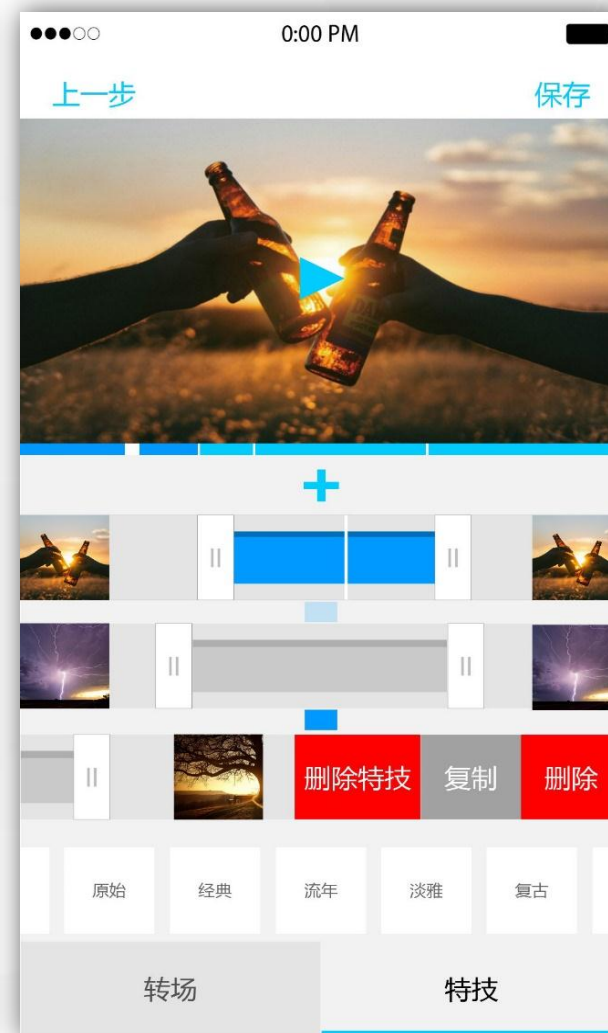 0:00 PM
上一步 保存
删除特技 复制 删除
原始 经典 流年 淡雅 复古
转场 特技